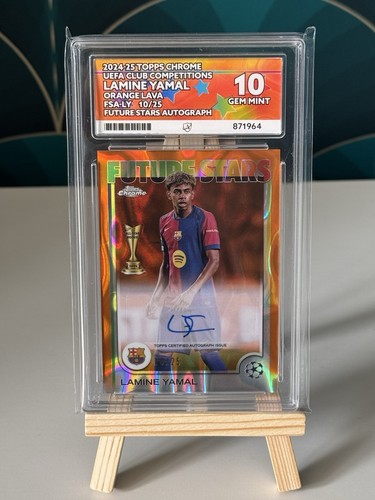 2024-25 TOPPS CHROME
UEFA CLUB COMPETITIONS
LAMINE YAMAL
ORANGE LAVA
FSA-LY 10/25
FUTURE STARS AUTOGRAPH
10
GEM MINT
871964
FUTURE STARS
Topps
Chrome
TOPPS CERTIFIED AUTOGRAPH ISSUE
LAMINE YAMAL